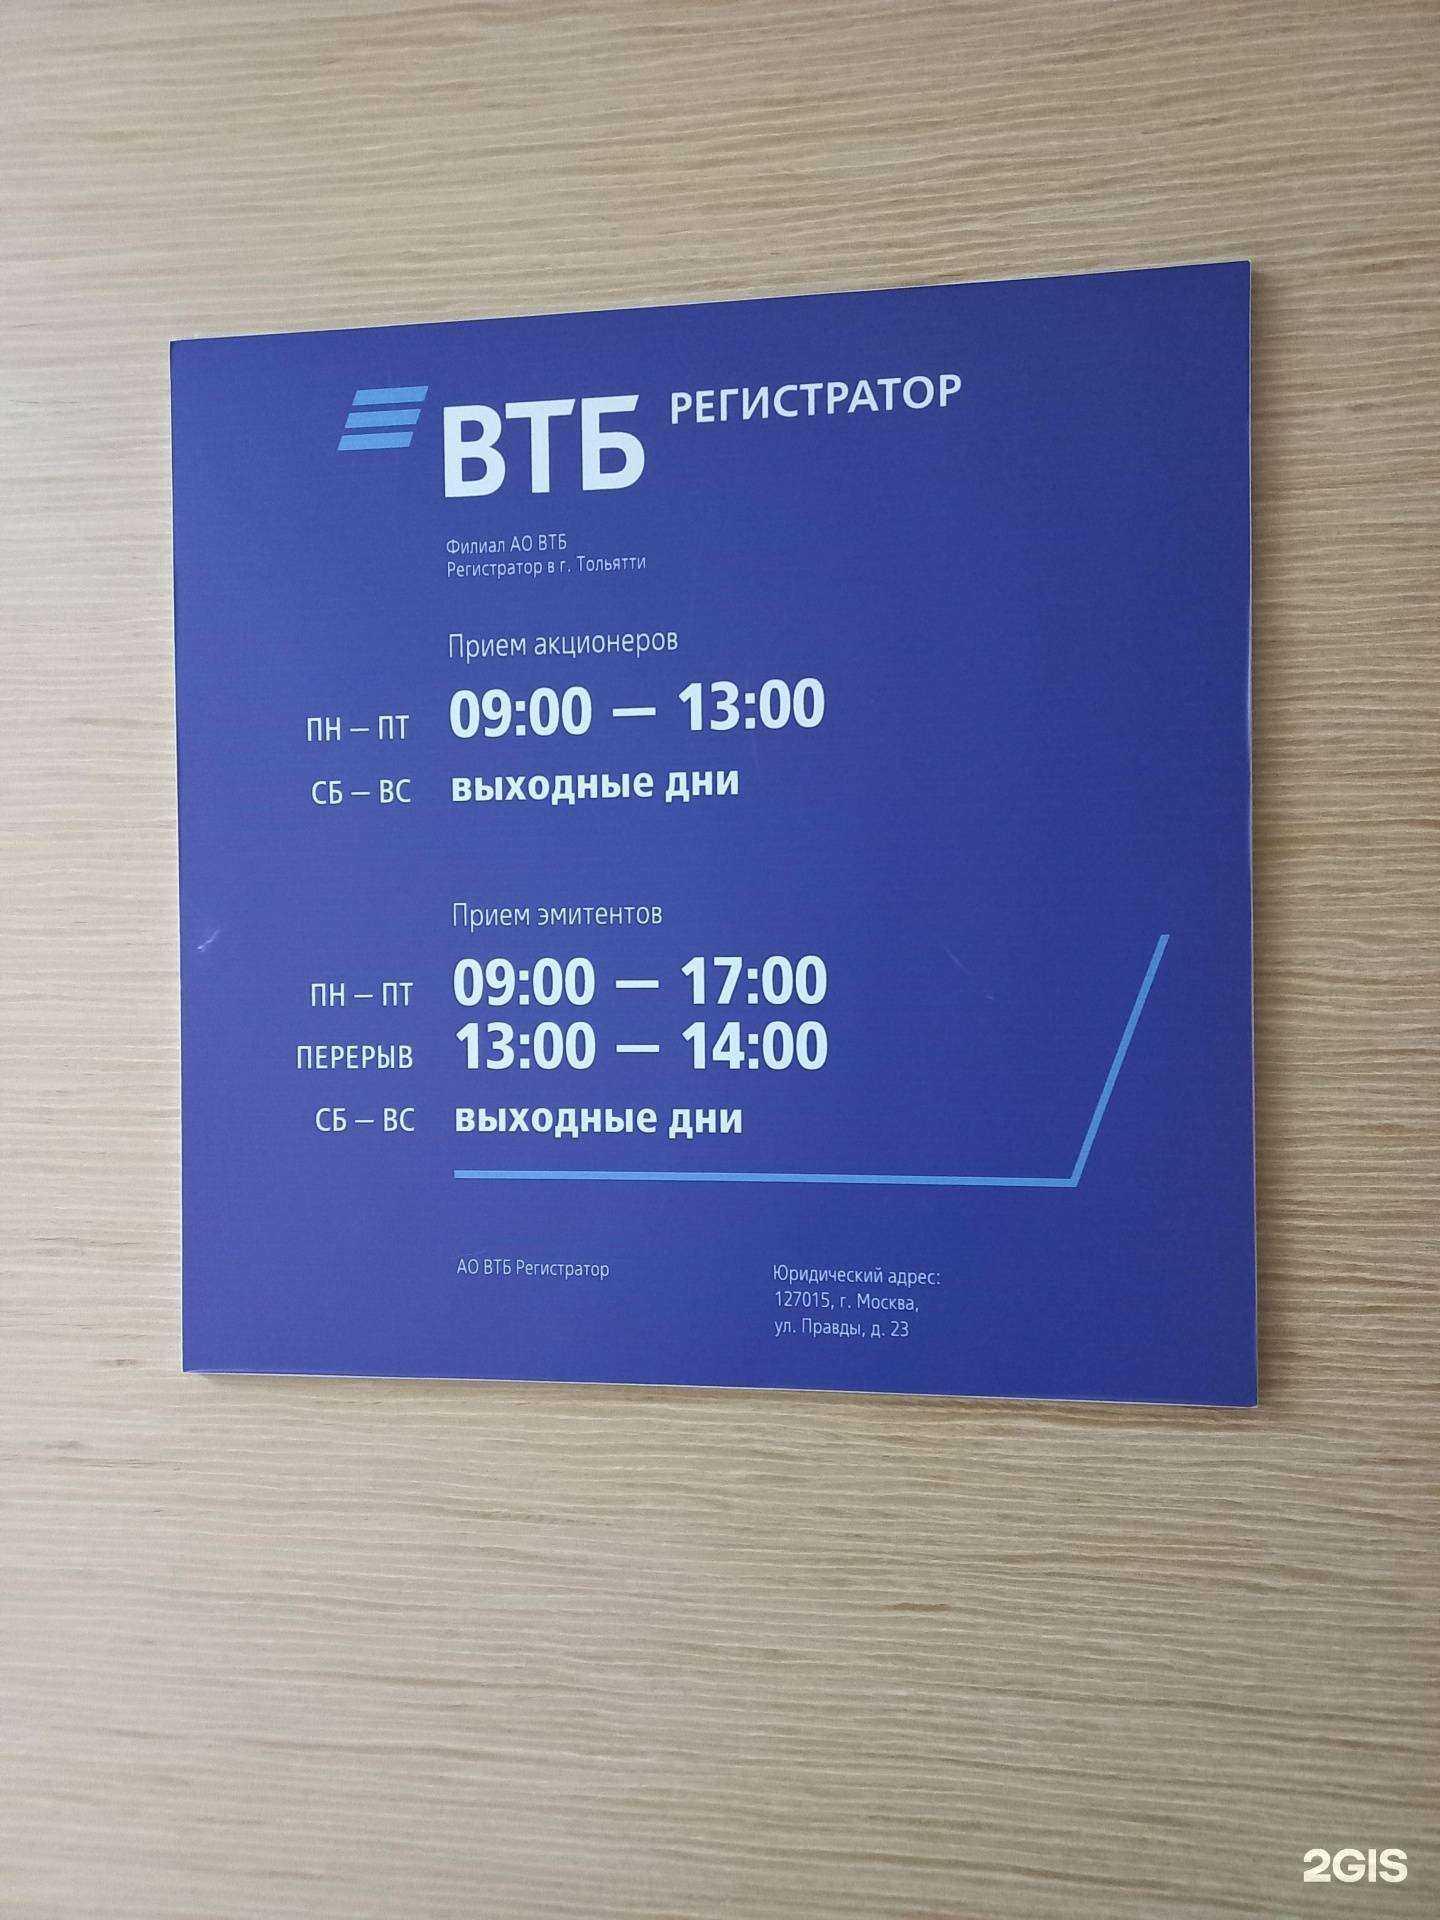 ВТБ РЕГИСТРАТОР
Филиал АО ВТБ
Регистратор в г. Тольятти
Прием акционеров
ПН – ПТ 09:00 — 13:00
СБ – ВС выходные дни
Прием эмитентов
ПН – ПТ 09:00 — 17:00
ПЕРЕРЫВ 13:00 — 14:00
СБ – ВС выходные дни
АО ВТБ Регистратор
Юридический адрес:
127015, г. Москва,
ул. Правды, д. 23
2GIS